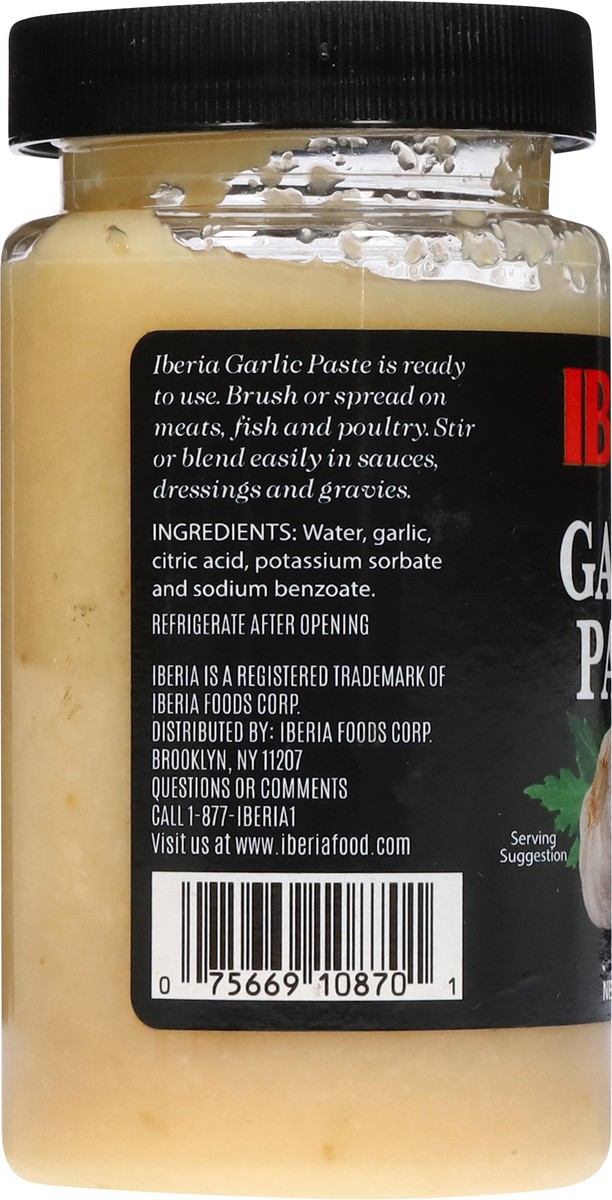 Iberia Garlic Paste is ready
to use. Brush or spread on
meats, fish and poultry. Stir
or blend easily in sauces,
dressings and gravies.
INGREDIENTS: Water, garlic,
citric acid, potassium sorbate
and sodium benzoate.
REFRIGERATE AFTER OPENING
IBERIA IS A REGISTERED TRADEMARK OF
IBERIA FOODS CORP.
DISTRIBUTED BY: IBERIA FOODS CORP.
BROOKLYN, NY 11207
QUESTIONS OR COMMENTS
CALL 1-877-IBERIA1
Visit us at www.iberiafood.com
0 75669 10870 1
IB
GA
PA
Serving
Suggestion
NE